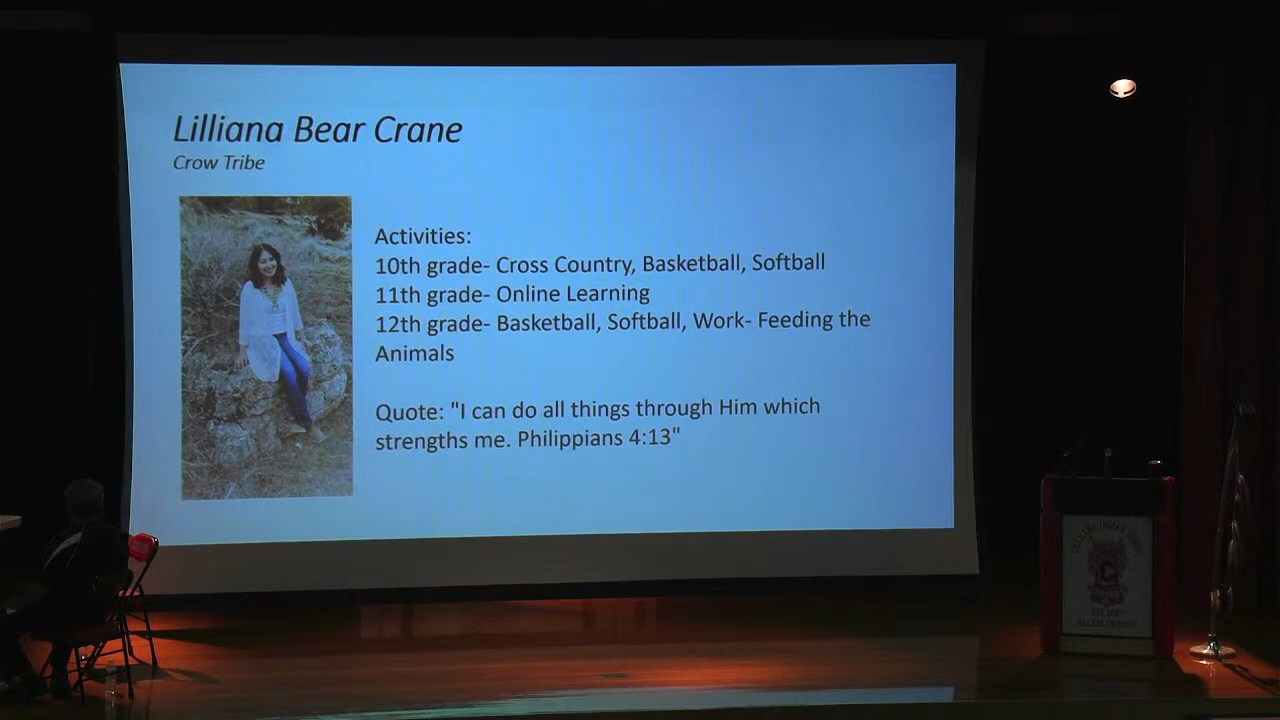 Lilliana Bear Crane
Crow Tribe
Activities:
10th grade- Cross Country, Basketball, Softball
11th grade- Online Learning
12th grade- Basketball, Softball, Work- Feeding the
Animals
Quote: "I can do all things through Him which
strengths me. Philippians 4:13"
INDIAN
C